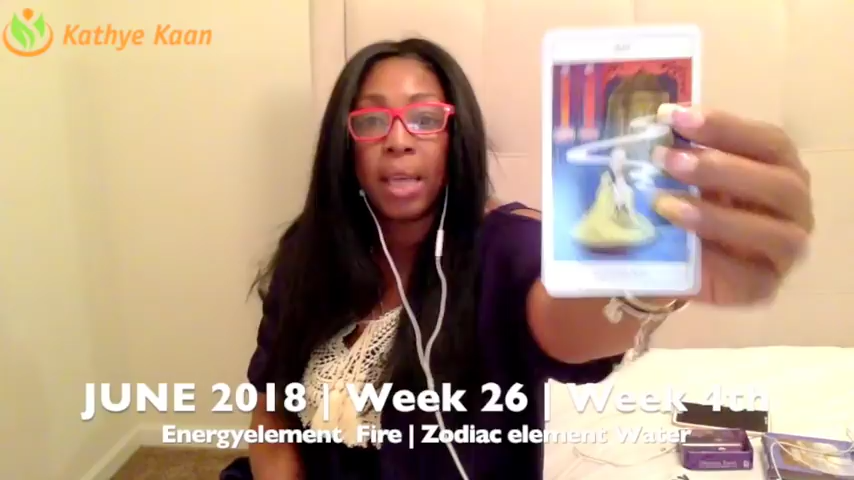 Kathye Kaan
JUNE 2018 | Week 26 | Week 4th
Energyelement Fire | Zodiac element Water